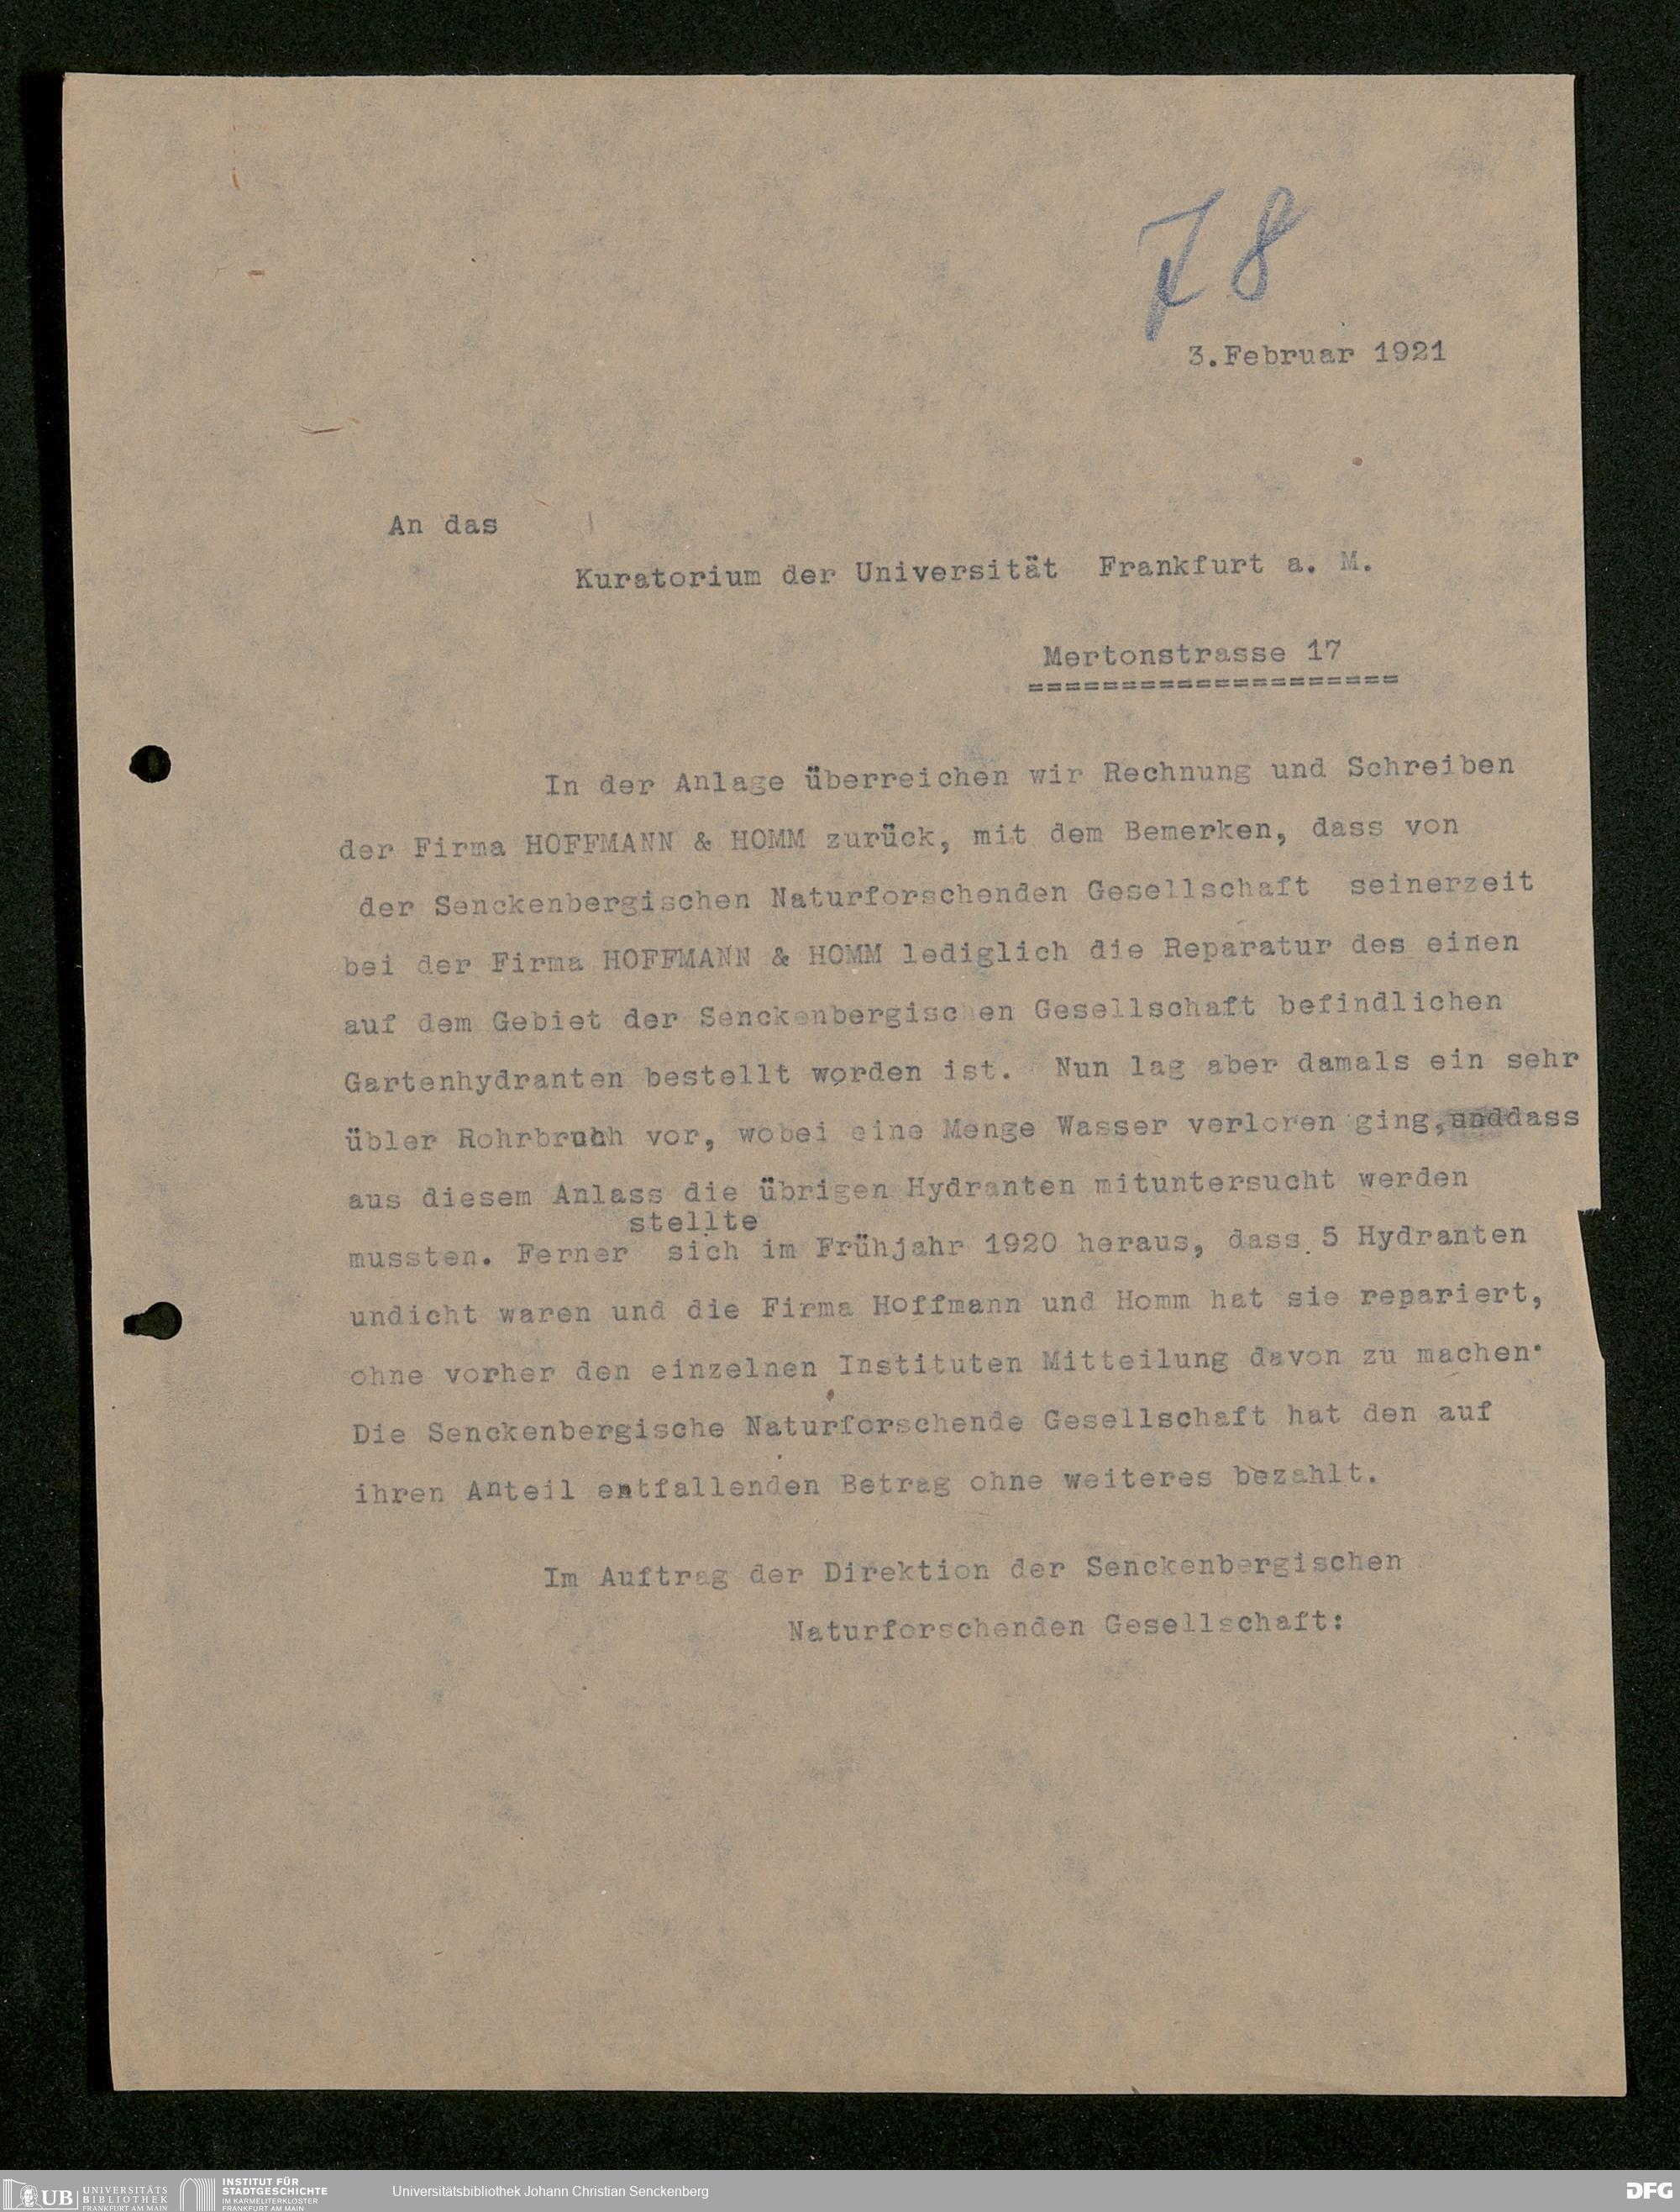 78
3.Februar 1921
An das
Kuratorium der Universität Frankfurt a. M.
Mertonstrasse 17
====================
In der Anlage überreichen wir Rechnung und Schreiben
der Firma HOFFMANN & HOMM zurück, mit dem Bemerken, dass von
der Senckenbergischen Naturforschenden Gesellschaft seinerzeit
bei der Firma HOFFMANN & HOMM lediglich die Reparatur des einen
auf dem Gebiet der Senckenbergischen Gesellschaft befindlichen
Gartenhydranten bestellt worden ist. Nun lag aber damals ein sehr
übler Rohrbruch vor, wobei eine Menge Wasser verloren ging, und dass
aus diesem Anlass die übrigen Hydranten mituntersucht werden
stellte
mussten. Ferner sich im Frühjahr 1920 heraus, dass 5 Hydranten
undicht waren und die Firma Hoffmann und Homm hat sie repariert,
ohne vorher den einzelnen Instituten Mitteilung davon zu machen.
Die Senckenbergische Naturforschende Gesellschaft hat den auf
ihren Anteil entfallenden Betrag ohne weiteres bezahlt.
Im Auftrag der Direktion der Senckenbergischen
Naturforschenden Gesellschaft:
UB UNIVERSITÄTS
BIBLIOTHEK
FRANKFURT AM MAIN
INSTITUT FÜR
STADTGESCHICHTE
IM KARMELITERKLOSTER
FRANKFURT AM MAIN
Universitätsbibliothek Johann Christian Senckenberg
DFG